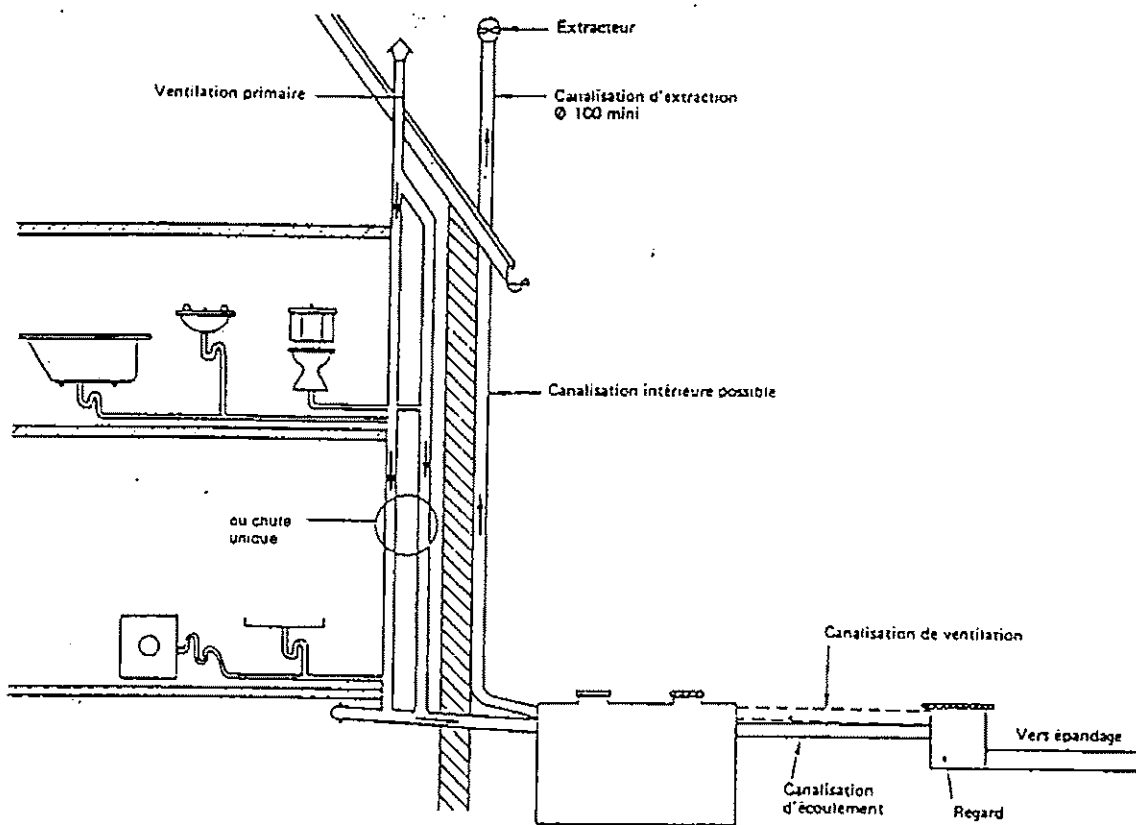 Extracteur
Ventilation primaire
Canalisation d'extraction
Ø 100 mini
Canalisation intérieure possible
ou chute
unique
Canalisation de ventilation
Vers épandage
Canalisation
d'écoulement
Regard